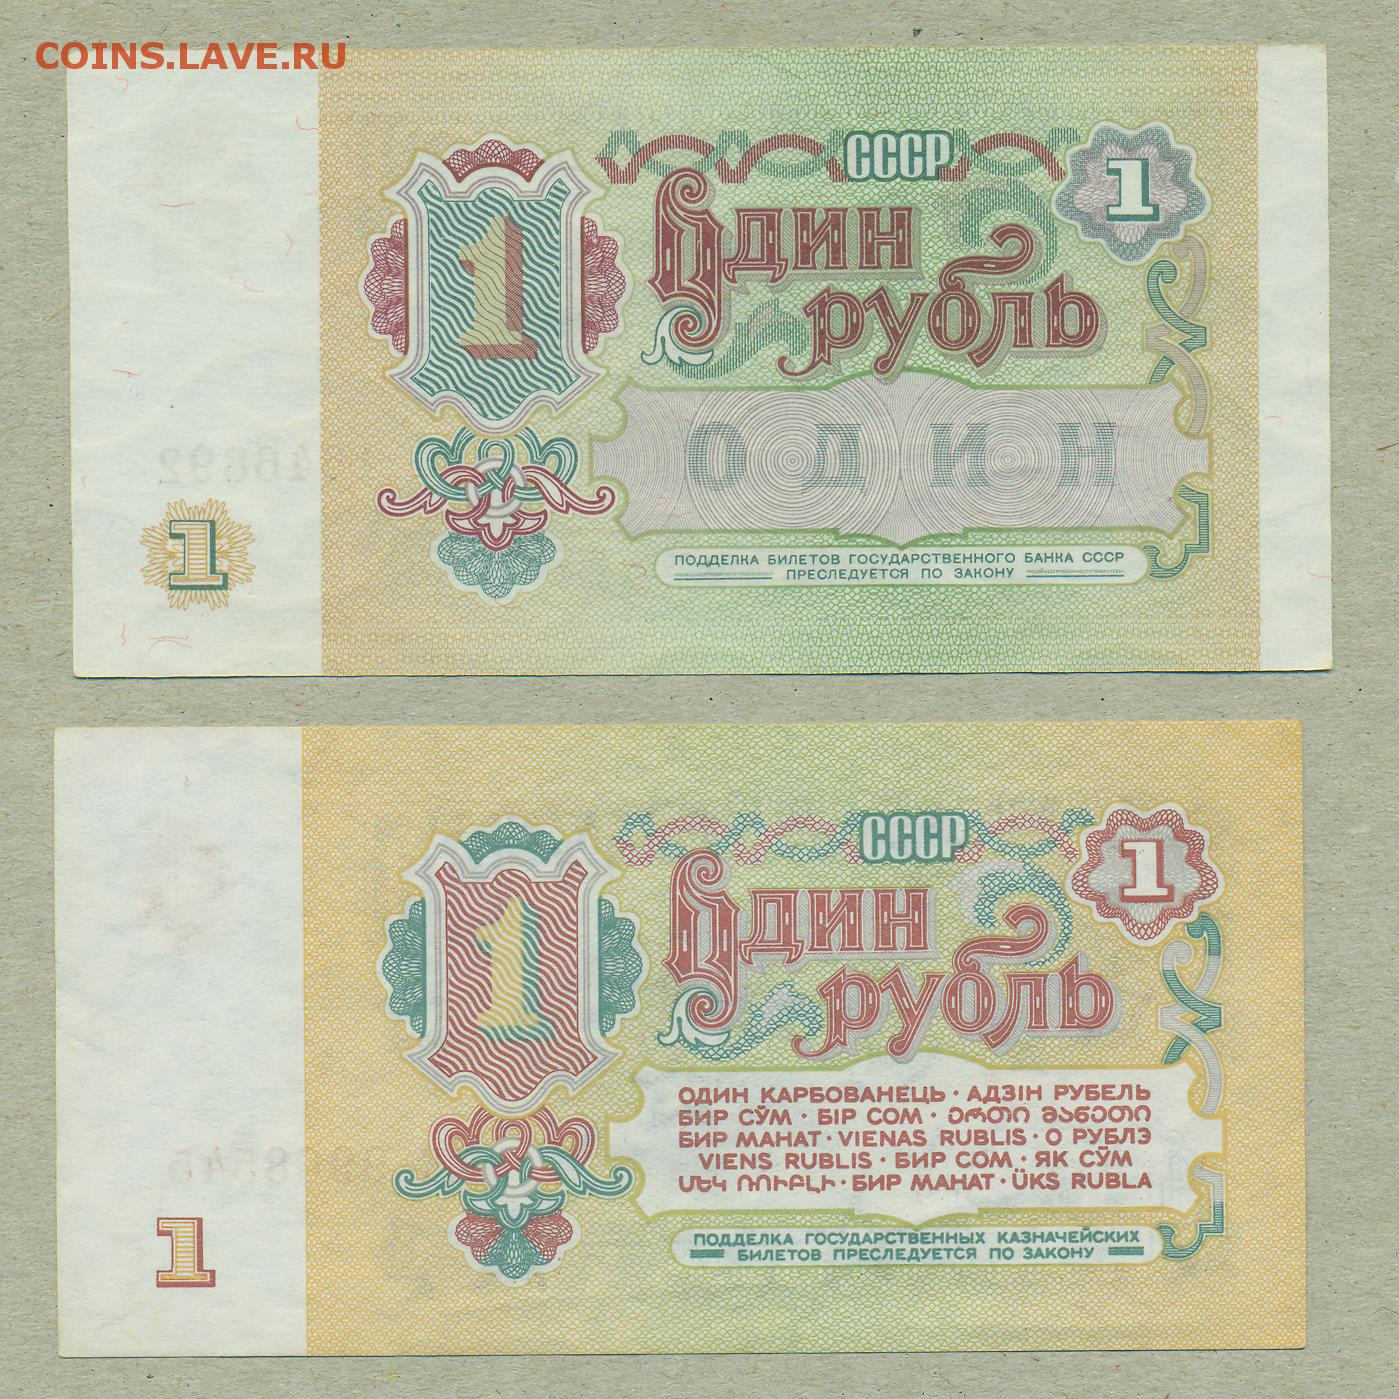 COINS.LAVE.RU
СССР
1
1
Один
рубль
ОДИН
1
ПОДДЕЛКА БИЛЕТОВ ГОСУДАРСТВЕННОГО БАНКА СССР
ПРЕСЛЕДУЕТСЯ ПО ЗАКОНУ
СССР
1
1
Один
рубль
ОДИН КАРБОВАНЕЦЬ · АДЗІН РУБЕЛЬ
БИР СЎМ · БІР СОМ · ᲔᲠᲗᲘ ᲛᲐᲜᲔᲗᲘ
БИР МАНАТ · VIENAS RUBLIS · О РУБЛЭ
VIENS RUBLIS · БИР СОМ · ЯК СӮМ
ՄԵԿ ՌՈՒԲԼԻ · БИР МАНАТ · ÜKS RUBLA
1
ПОДДЕЛКА ГОСУДАРСТВЕННЫХ КАЗНАЧЕЙСКИХ
БИЛЕТОВ ПРЕСЛЕДУЕТСЯ ПО ЗАКОНУ